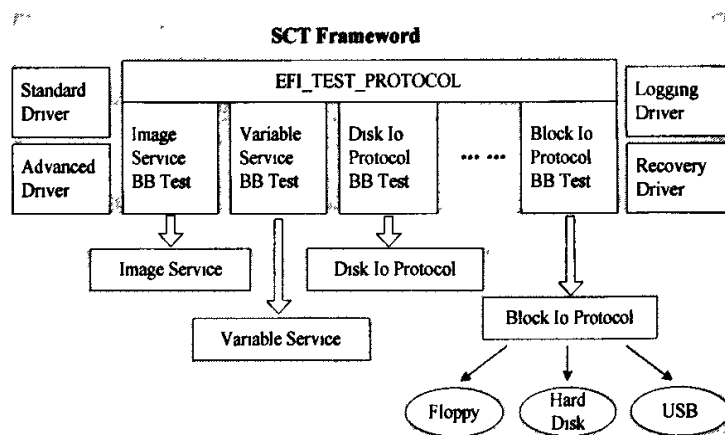 SCT Frameword
EFI_TEST_PROTOCOL
Standard
Driver
Advanced
Driver
Image
Service
BB Test
Variable
Service
BB Test
Disk Io
Protocol
BB Test
... ...
Block Io
Protocol
BB Test
Logging
Driver
Recovery
Driver
Image Service
Disk Io Protocol
Variable Service
Block Io Protocol
Floppy
Hard
Disk
USB